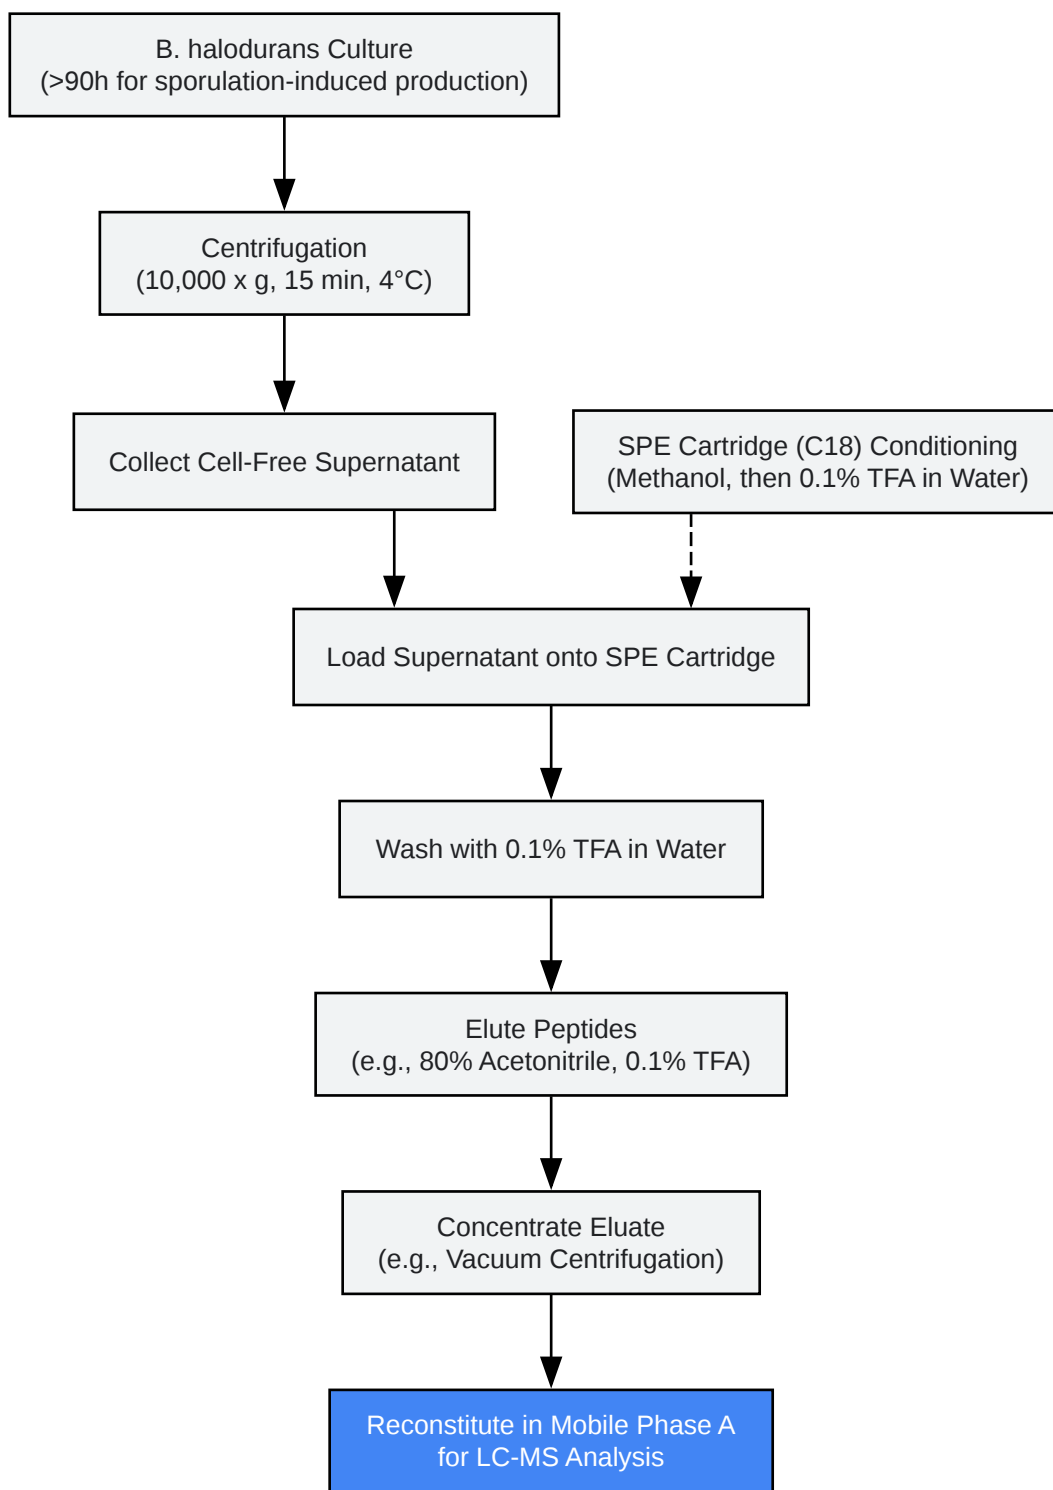 B. halodurans Culture
(>90h for sporulation-induced production)
Centrifugation
(10,000 x g, 15 min, 4°C)
Collect Cell-Free Supernatant
SPE Cartridge (C18) Conditioning
(Methanol, then 0.1% TFA in Water)
Load Supernatant onto SPE Cartridge
Wash with 0.1% TFA in Water
Elute Peptides
(e.g., 80% Acetonitrile, 0.1% TFA)
Concentrate Eluate
(e.g., Vacuum Centrifugation)
Reconstitute in Mobile Phase A
for LC-MS Analysis